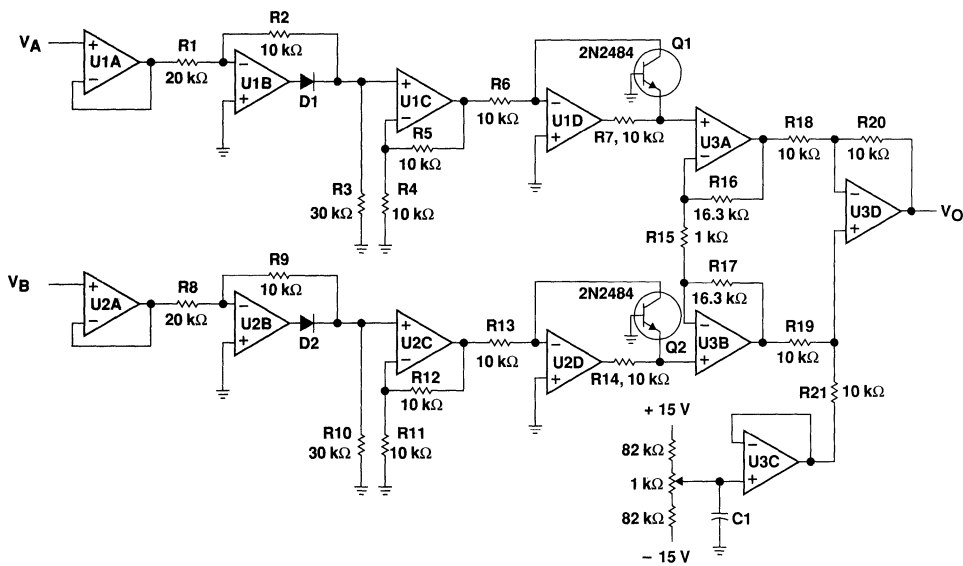 VA
U1A
R1
20 kΩ
R2
10 kΩ
U1B
D1
R3
30 kΩ
U1C
R5
10 kΩ
R4
10 kΩ
R6
10 kΩ
U1D
R7, 10 kΩ
2N2484
Q1
U3A
R16
16.3 kΩ
R15
1 kΩ
R18
10 kΩ
R20
10 kΩ
U3D
VO
VB
U2A
R8
20 kΩ
R9
10 kΩ
U2B
D2
R10
30 kΩ
U2C
R12
10 kΩ
R11
10 kΩ
R13
10 kΩ
U2D
R14, 10 kΩ
2N2484
Q2
R17
16.3 kΩ
U3B
R19
10 kΩ
R21
10 kΩ
+ 15 V
82 kΩ
1 kΩ
82 kΩ
− 15 V
C1
U3C